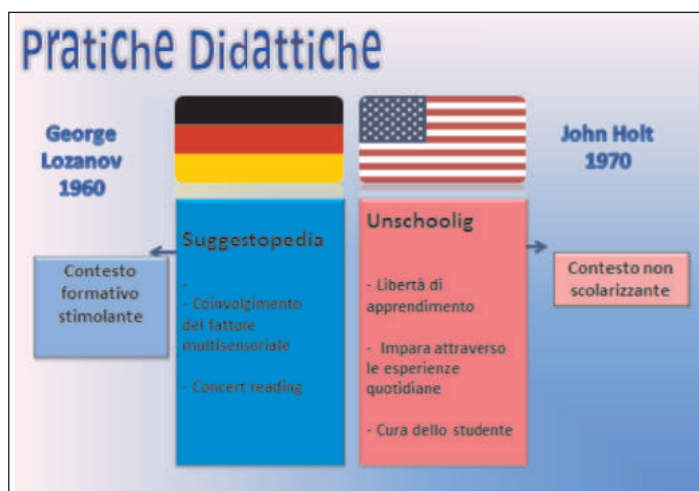 Pratiche Didattiche
George
Lozanov
1960
John Holt
1970
Suggestopedia
-
- Coinvolgimento
del fattore
multisensoriale
- Concert reading
Contesto
formativo
stimolante
Unschoolig
- Libertà di
apprendimento
- Impara attraverso
le esperienze
quotidiane
- Cura dello studente
Contesto non
scolarizzante